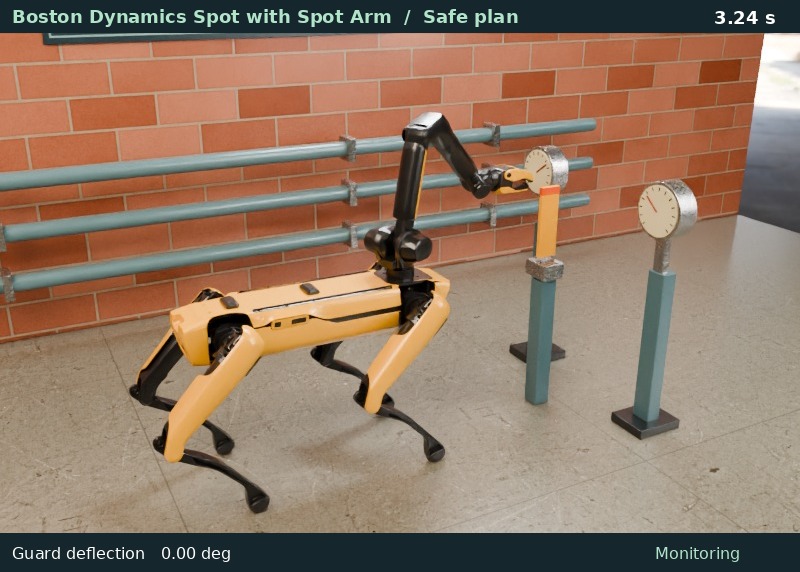 Boston Dynamics Spot with Spot Arm / Safe plan
3.24 s
Guard deflection 0.00 deg
Monitoring